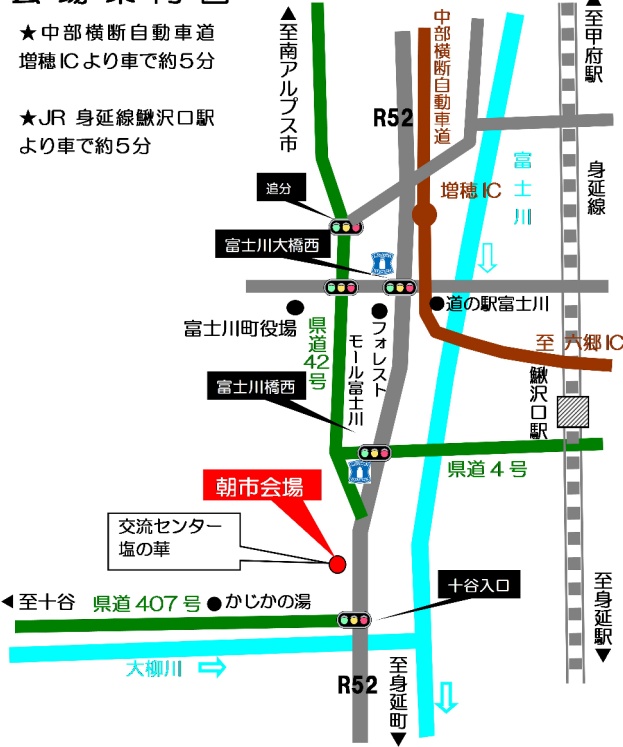 ★中部横断自動車道
増穂ICより車で約5分
★JR 身延線鰍沢口駅
より車で約5分
▲至南アルプス市
R52
中部横断自動車道
▲至甲府駅
富士川
身延線
増穂IC
追分
富士川大橋西
富士川町役場
県道42号
フォレスト
モール富士川
道の駅富士川
至 六郷IC
鰍沢口駅
富士川橋西
県道4号
朝市会場
交流センター
塩の華
◀至十谷
県道407号
かじかの湯
十谷入口
至身延駅▼
大柳川
R52
至身延町▼